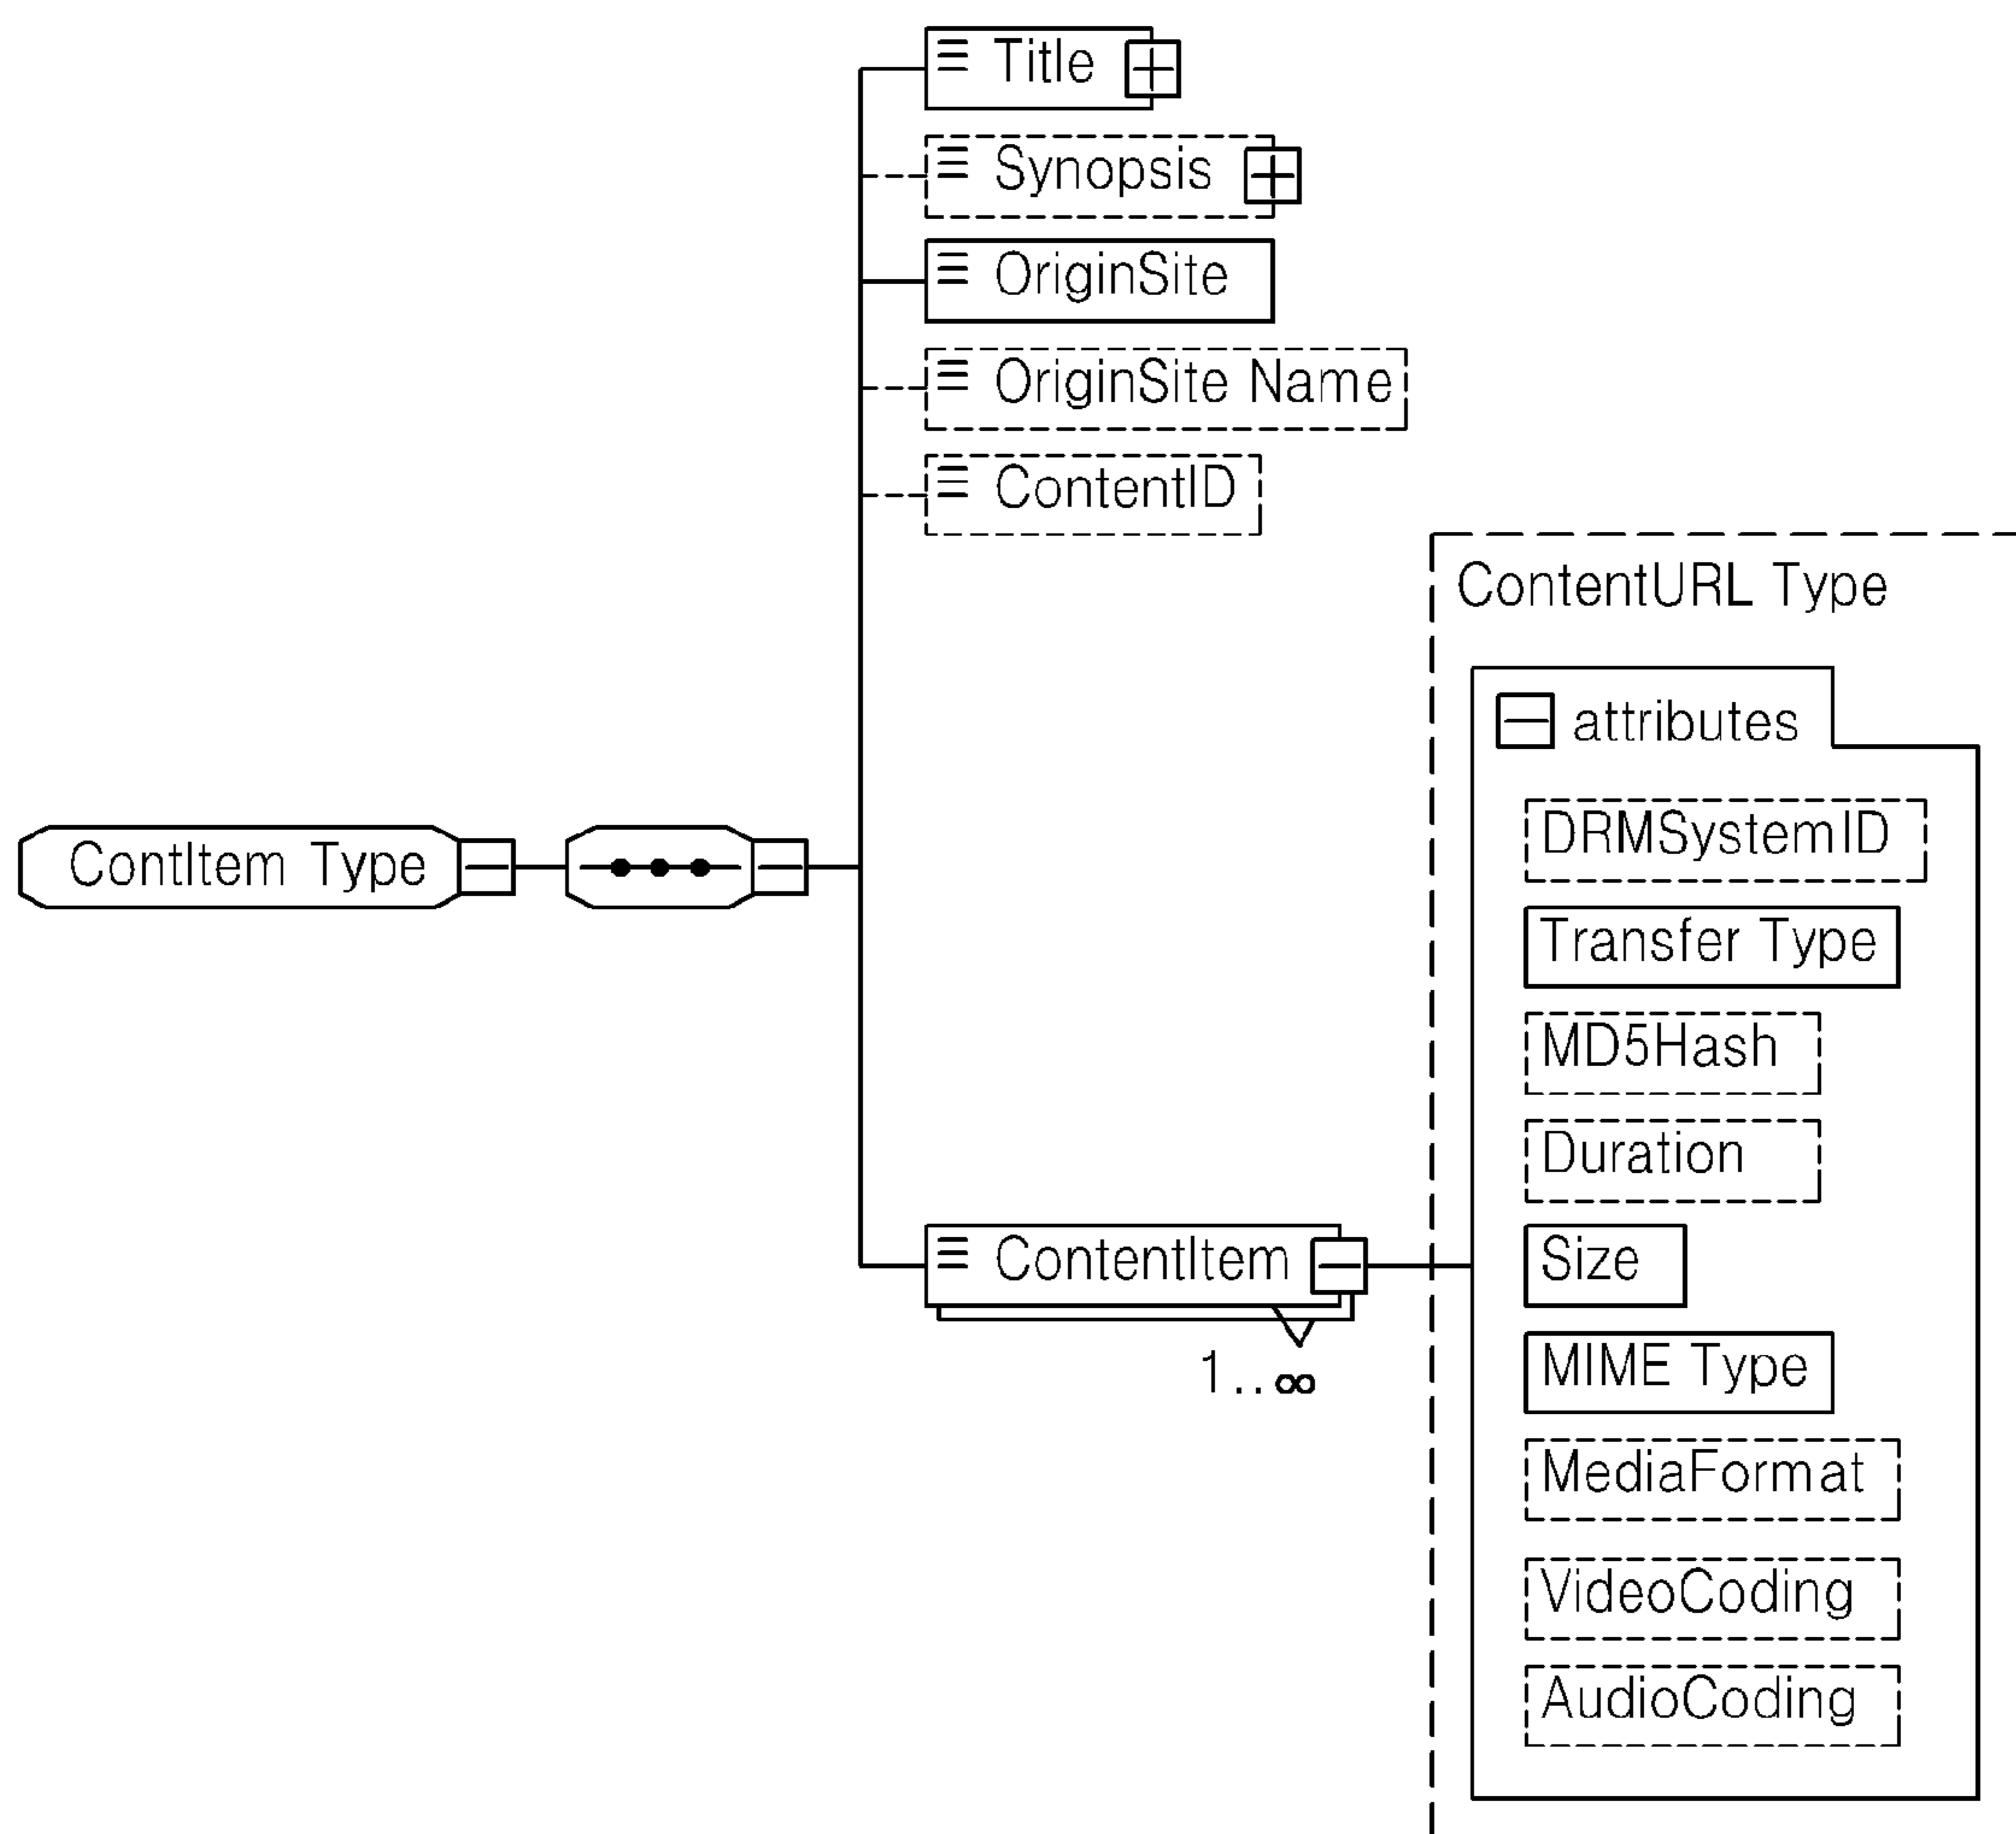 Title
Synopsis
OriginSite
OriginSite Name
ContentID
ContentURL Type
attributes
DRMSystemID
ContItem Type
Transfer Type
MD5Hash
Duration
ContentItem
Size
1..∞
MIME Type
MediaFormat
VideoCoding
AudioCoding